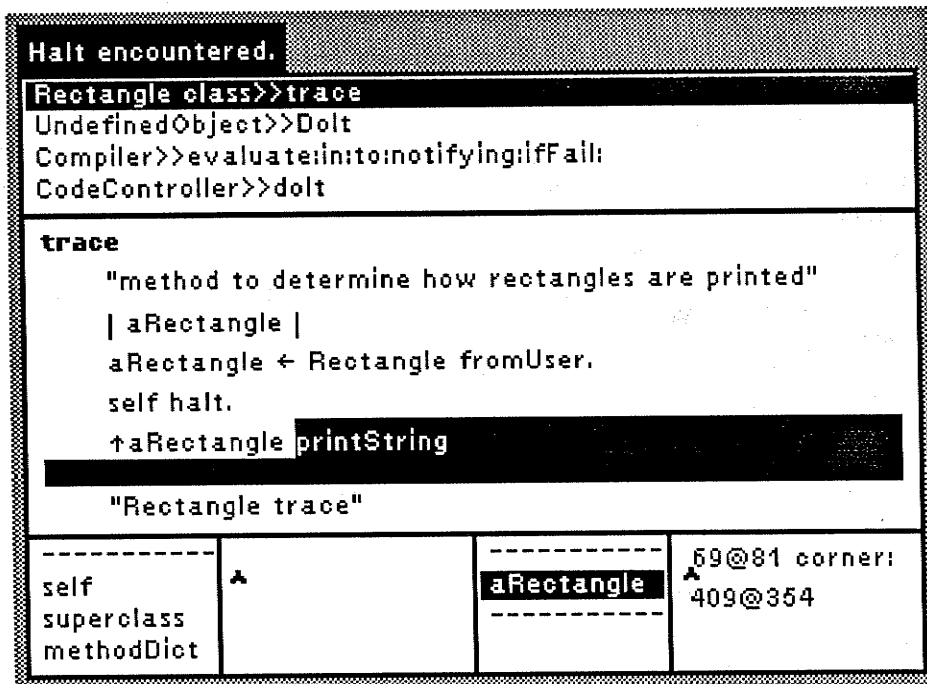 Halt encountered.
Rectangle class>>trace
UndefinedObject>>DoIt
Compiler>>evaluate:in:to:notifying:ifFail:
CodeController>>doIt
trace
"method to determine how rectangles are printed"
| aRectangle |
aRectangle ← Rectangle fromUser.
self halt.
↑aRectangle printString
"Rectangle trace"
-----------
self
superclass
methodDict
-----------
aRectangle
-----------
69@81 corner:
409@354